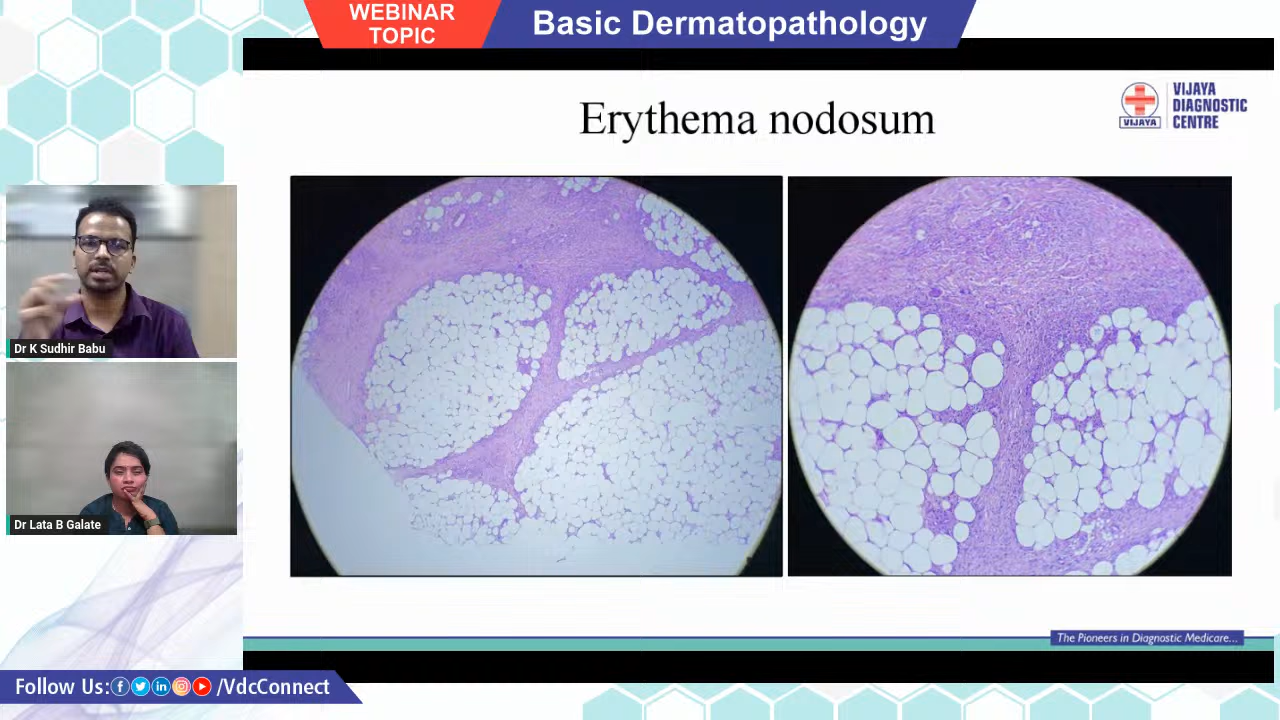 WEBINAR
TOPIC
Basic Dermatopathology
Erythema nodosum
VIJAYA
VIJAYA
DIAGNOSTIC
CENTRE
Dr K Sudhir Babu
Dr Lata B Galate
The Pioneers in Diagnostic Medicare...
Follow Us: /VdcConnect